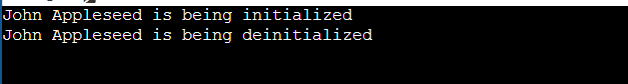 John Appleseed is being initialized
John Appleseed is being deinitialized